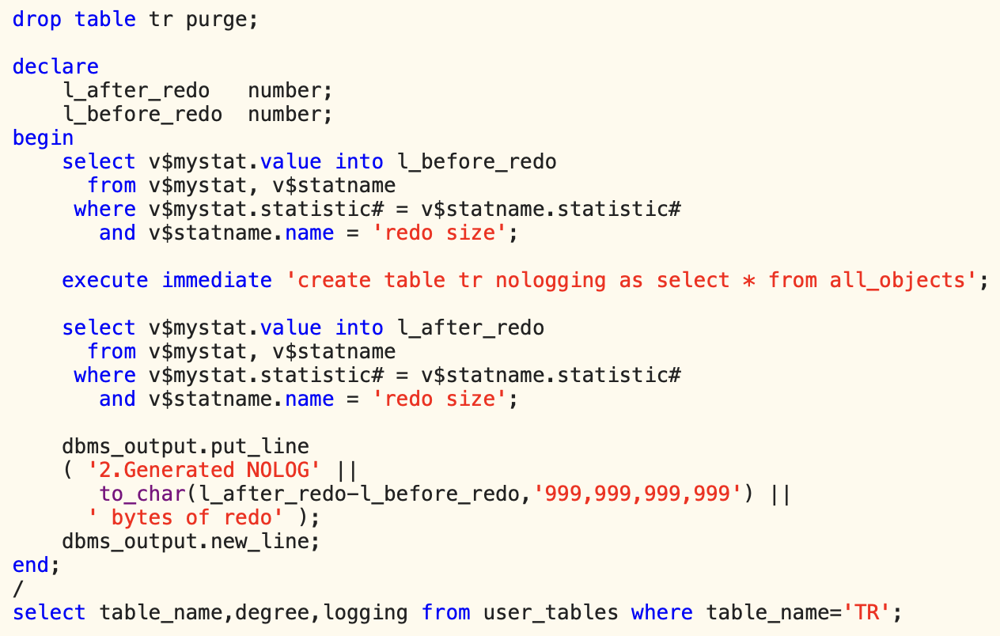 drop table tr purge;

declare
    l_after_redo   number;
    l_before_redo  number;
begin
    select v$mystat.value into l_before_redo
      from v$mystat, v$statname
     where v$mystat.statistic# = v$statname.statistic#
       and v$statname.name = 'redo size';

    execute immediate 'create table tr nologging as select * from all_objects';

    select v$mystat.value into l_after_redo
      from v$mystat, v$statname
     where v$mystat.statistic# = v$statname.statistic#
       and v$statname.name = 'redo size';

    dbms_output.put_line
    ( '2.Generated NOLOG' ||
       to_char(l_after_redo-l_before_redo,'999,999,999,999') ||
      ' bytes of redo' );
    dbms_output.new_line;
end;
/
select table_name,degree,logging from user_tables where table_name='TR';